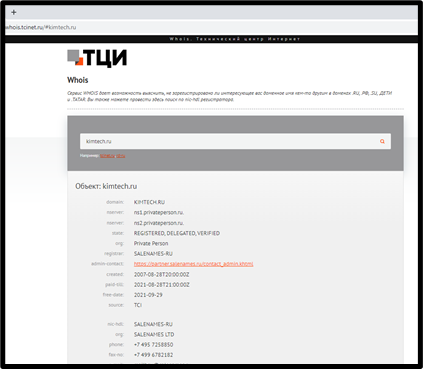 +
whois.tcinet.ru/#kimtech.ru
Whois. Технический центр Интернет
ТЦИ
Whois
Сервис WHOIS дает возможность выяснить, не зарегистрировано ли интересующее вас доменное имя кем-то другим в доменах .RU, .РФ, .SU, .ДЕТИ
и .TATAR. Вы также можете провести здесь поиск по nic-hdl регистратора.
kimtech.ru
Например,
Объект: kimtech.ru
domain: KIMTECH.RU
nserver: ns1.privateperson.ru.
nserver: ns2.privateperson.ru.
state: REGISTERED, DELEGATED, VERIFIED
org: Private Person
registrar: SALENAMES-RU
admin-contact: https://partner.salenames.ru/contact_admin.khtml
created: 2007-08-28T20:00:00Z
paid-till: 2021-08-28T21:00:00Z
free-date: 2021-09-29
source: TCI
nic-hdl: SALENAMES-RU
org: SALENAMES LTD
phone: +7 495 7258850
fax-no: +7 499 6782182